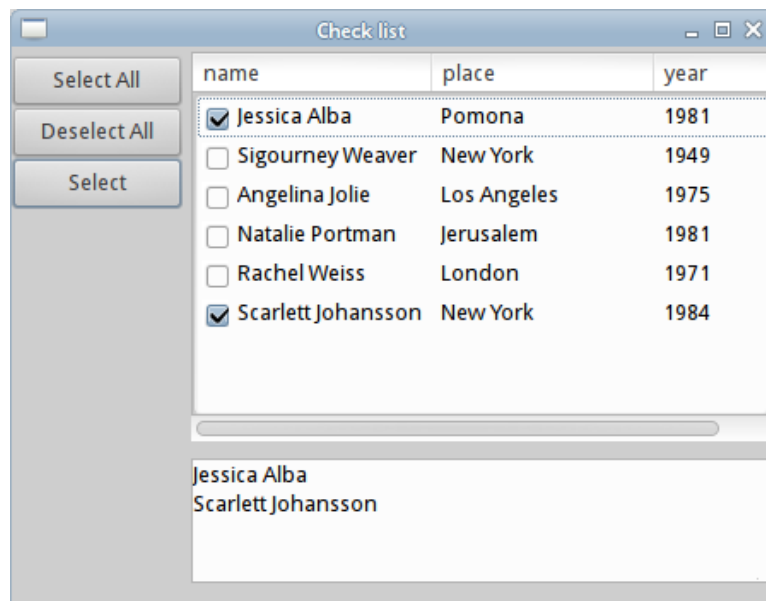 Check list
Select All
Deselect All
Select
name place year
Jessica Alba Pomona 1981
Sigourney Weaver New York 1949
Angelina Jolie Los Angeles 1975
Natalie Portman Jerusalem 1981
Rachel Weiss London 1971
Scarlett Johansson New York 1984
Jessica Alba
Scarlett Johansson